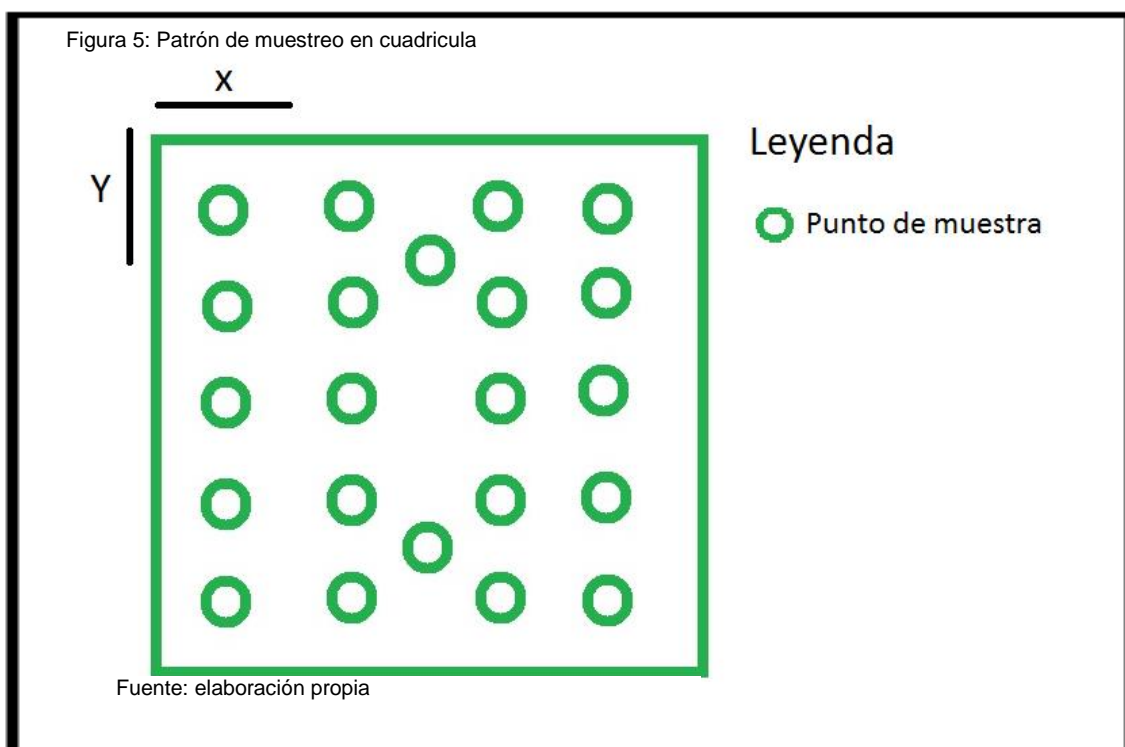 Figura 5: Patrón de muestreo en cuadricula
X
Y
Leyenda
Punto de muestra
Fuente: elaboración propia